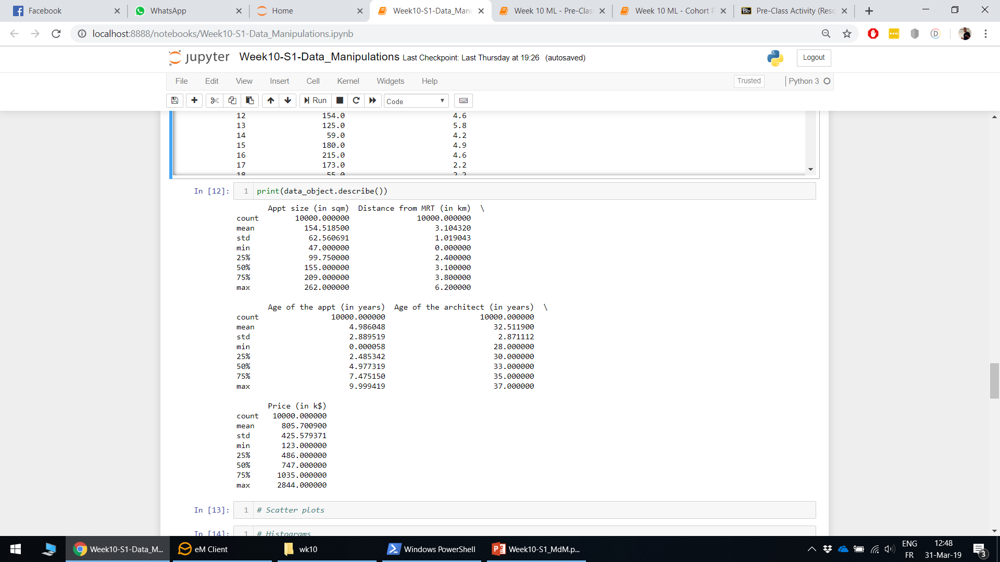 Facebook
WhatsApp
Home
Week10-S1-Data_Mani
Week 10 ML - Pre-Clas
Week 10 ML - Cohort P
Pre-Class Activity (Reso
localhost:8888/notebooks/Week10-S1-Data_Manipulations.ipynb
jupyter Week10-S1-Data_Manipulations Last Checkpoint: Last Thursday at 19:26 (autosaved)
Logout
File Edit View Insert Cell Kernel Widgets Help
Trusted
Python 3
Run
Code
12 154.0 4.6
13 125.0 5.8
14 59.0 4.2
15 180.0 4.9
16 215.0 4.6
17 173.0 2.2
18 55.0 2.2
In [12]: 1 print(data_object.describe())
Appt size (in sqm) Distance from MRT (in km) \
count 10000.000000 10000.000000
mean 154.518500 3.104320
std 62.560691 1.019043
min 47.000000 0.000000
25% 99.750000 2.400000
50% 155.000000 3.100000
75% 209.000000 3.800000
max 262.000000 6.200000
Age of the appt (in years) Age of the architect (in years) \
count 10000.000000 10000.000000
mean 4.986048 32.511900
std 2.889519 2.871112
min 0.000058 28.000000
25% 2.485342 30.000000
50% 4.977319 33.000000
75% 7.475150 35.000000
max 9.999419 37.000000
Price (in k$)
count 10000.000000
mean 805.700900
std 425.579371
min 123.000000
25% 486.000000
50% 747.000000
75% 1035.000000
max 2844.000000
In [13]: 1 # Scatter plots
In [14]: 1 # Histograms
Week10-S1-Data_M...
eM Client
wk10
Windows PowerShell
Week10-S1_MdM.p...
ENG
FR
12:48
31-Mar-19
3